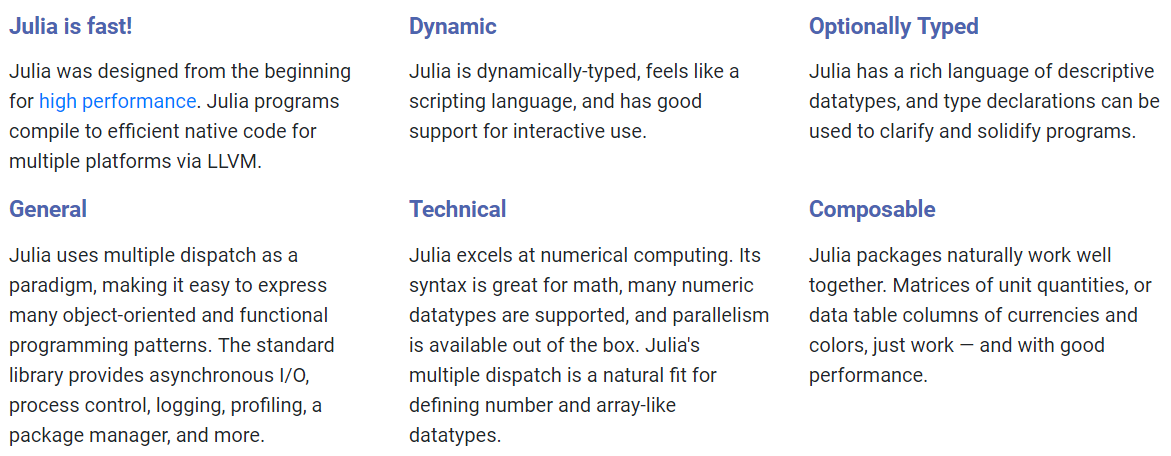 Julia is fast!
Julia was designed from the beginning
for high performance. Julia programs
compile to efficient native code for
multiple platforms via LLVM.
Dynamic
Julia is dynamically-typed, feels like a
scripting language, and has good
support for interactive use.
Optionally Typed
Julia has a rich language of descriptive
datatypes, and type declarations can be
used to clarify and solidify programs.
General
Julia uses multiple dispatch as a
paradigm, making it easy to express
many object-oriented and functional
programming patterns. The standard
library provides asynchronous I/O,
process control, logging, profiling, a
package manager, and more.
Technical
Julia excels at numerical computing. Its
syntax is great for math, many numeric
datatypes are supported, and parallelism
is available out of the box. Julia's
multiple dispatch is a natural fit for
defining number and array-like
datatypes.
Composable
Julia packages naturally work well
together. Matrices of unit quantities, or
data table columns of currencies and
colors, just work — and with good
performance.